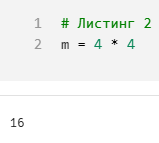 1 # Листинг 2
2 m = 4 * 4
16